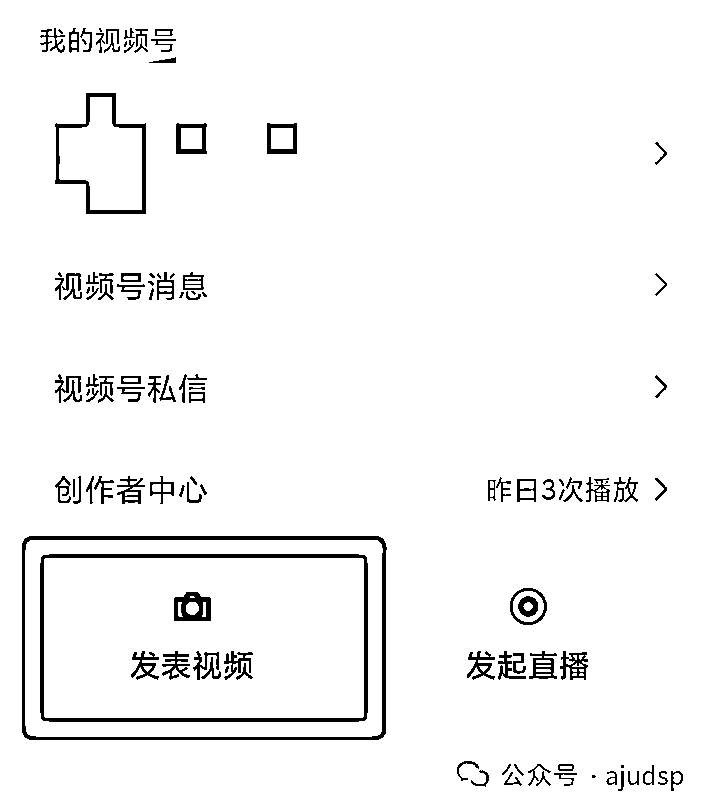 我的视频号
视频号消息
视频号私信
创作者中心 昨日3次播放
发表视频 发起直播
公众号 · ajudsp